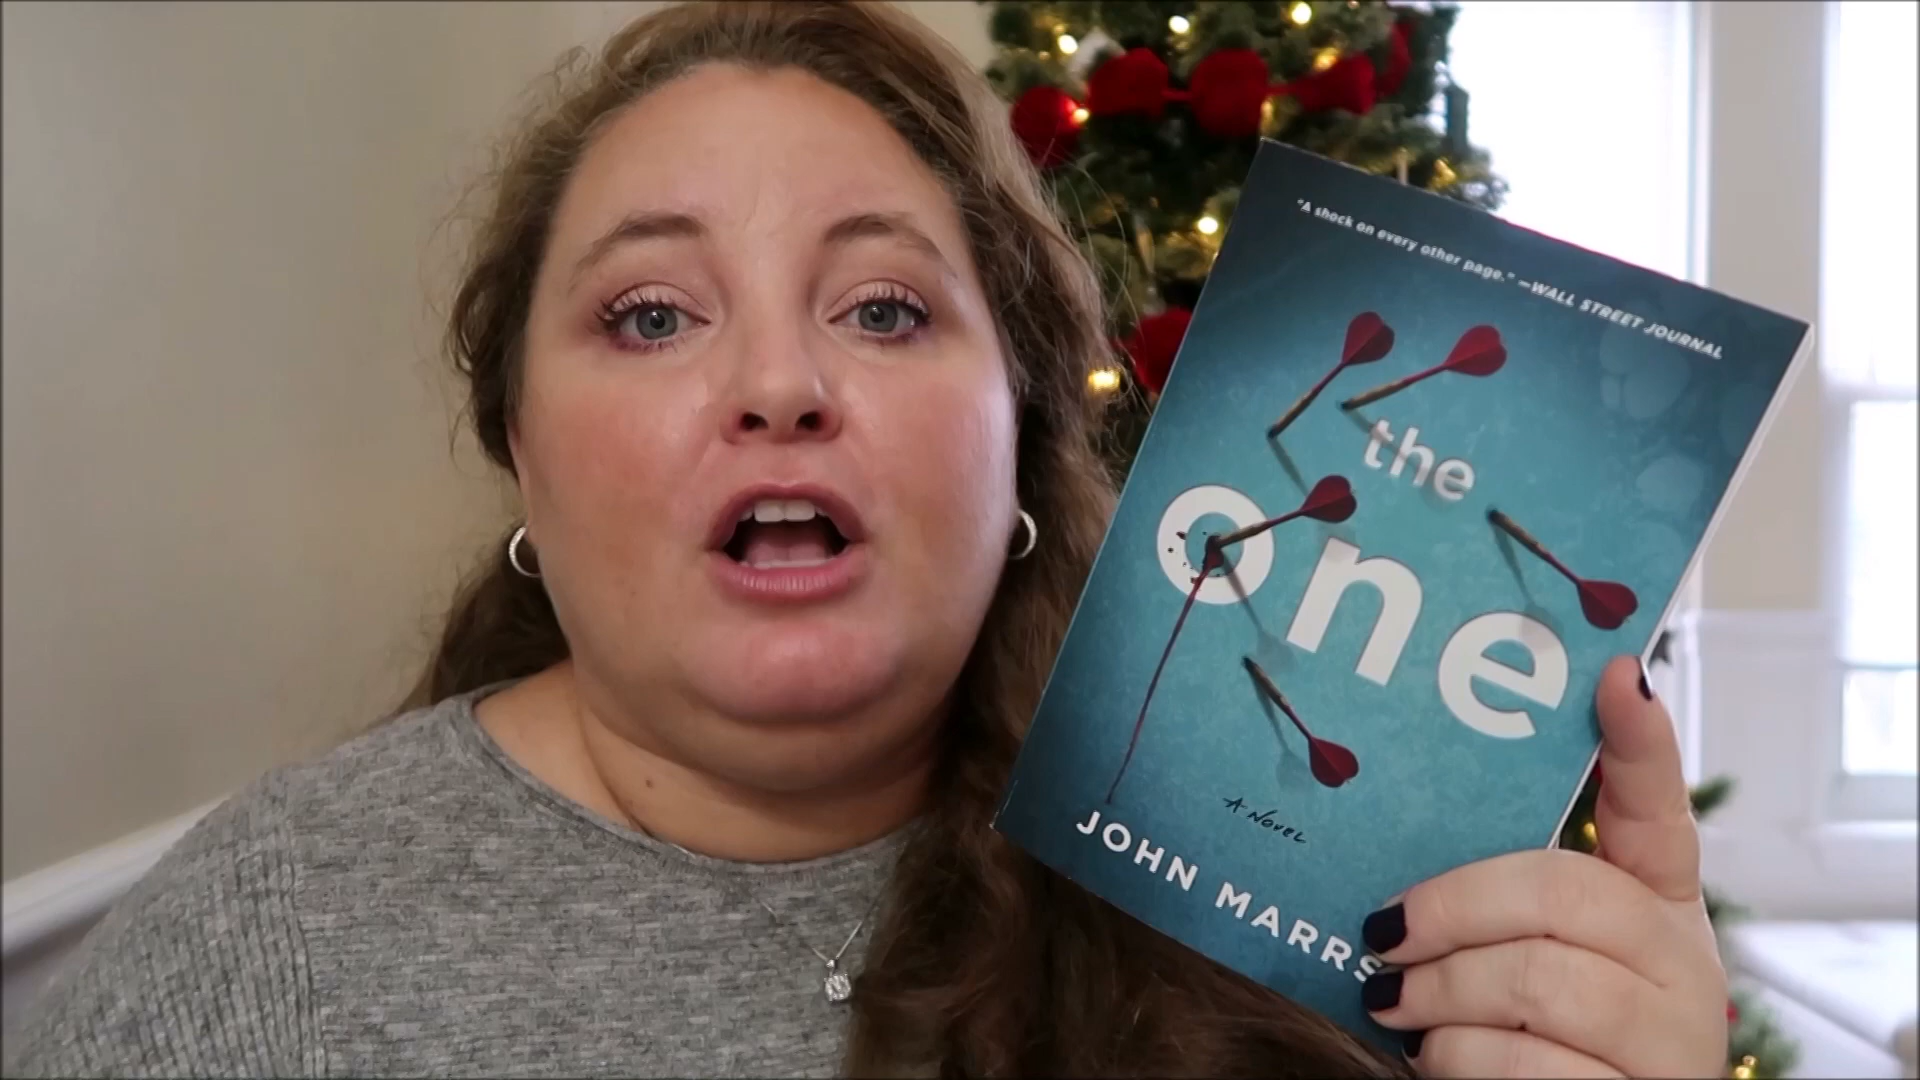 "A shock on every other page." —WALL STREET JOURNAL
the
one
A NOVEL
JOHN MARRS